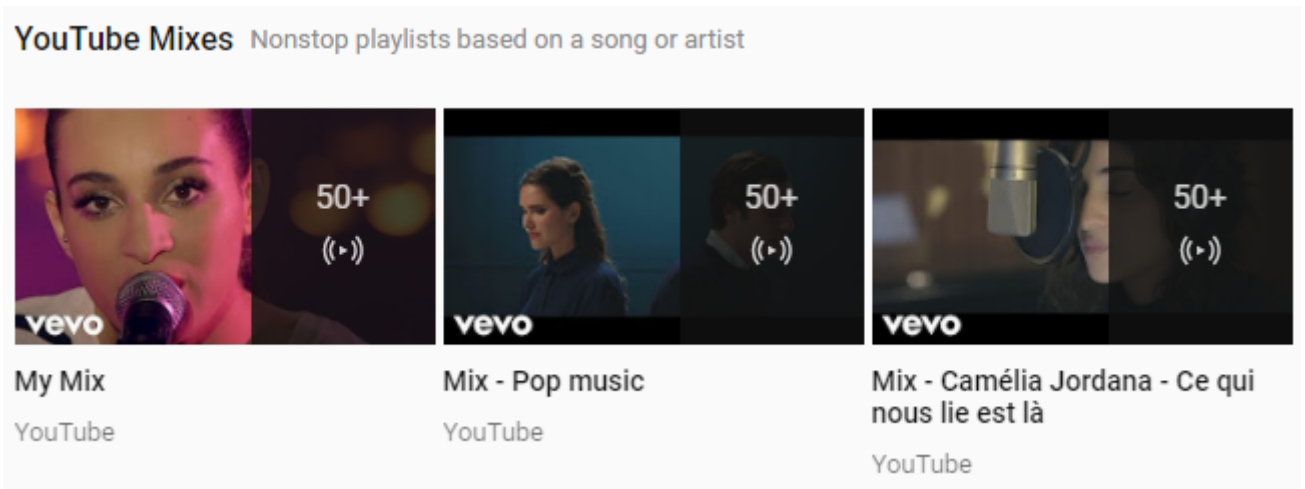 YouTube Mixes Nonstop playlists based on a song or artist
50+
vevo
50+
vevo
50+
vevo
My Mix
YouTube
Mix - Pop music
YouTube
Mix - Camélia Jordana - Ce qui
nous lie est là
YouTube